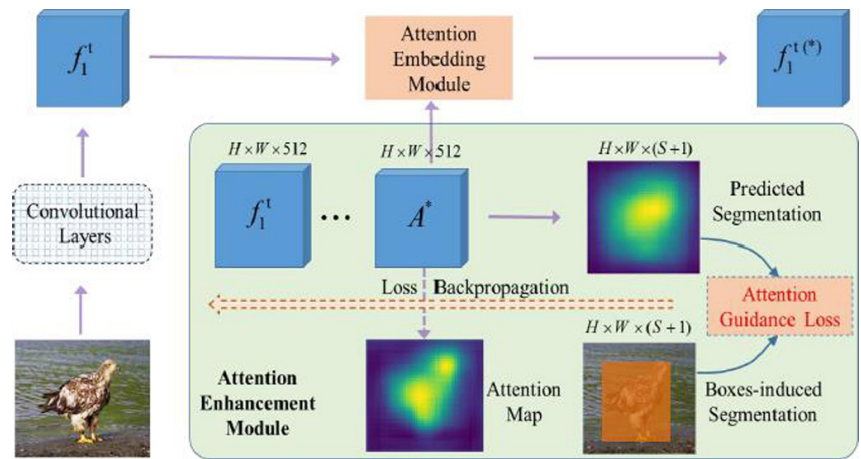 f₁ᵗ
Attention
Embedding
Module
f₁ᵗ⁽*⁾
H×W×512
H×W×512
H×W×(S+1)
Convolutional
Layers
f₁ᵗ
...
A*
Predicted
Segmentation
Loss Backpropagation
Attention
Guidance Loss
H×W×(S+1)
Attention
Enhancement
Module
Attention
Map
Boxes-induced
Segmentation